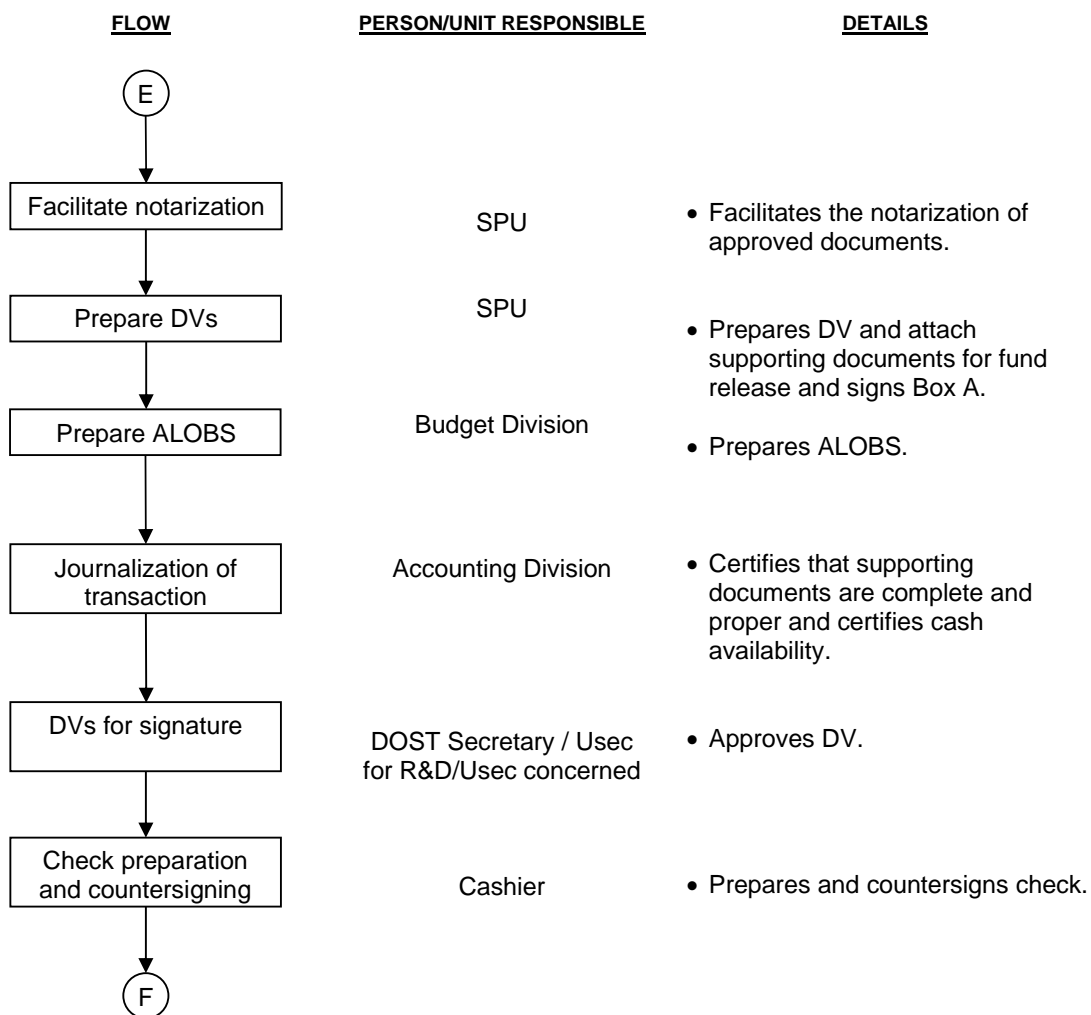 FLOW
PERSON/UNIT RESPONSIBLE
DETAILS
E
Facilitate notarization
SPU
• Facilitates the notarization of
approved documents.
Prepare DVs
SPU
• Prepares DV and attach
supporting documents for fund
release and signs Box A.
Prepare ALOBS
Budget Division
• Prepares ALOBS.
Journalization of
transaction
Accounting Division
• Certifies that supporting
documents are complete and
proper and certifies cash
availability.
DVs for signature
DOST Secretary / Usec
for R&D/Usec concerned
• Approves DV.
Check preparation
and countersigning
Cashier
• Prepares and countersigns check.
F